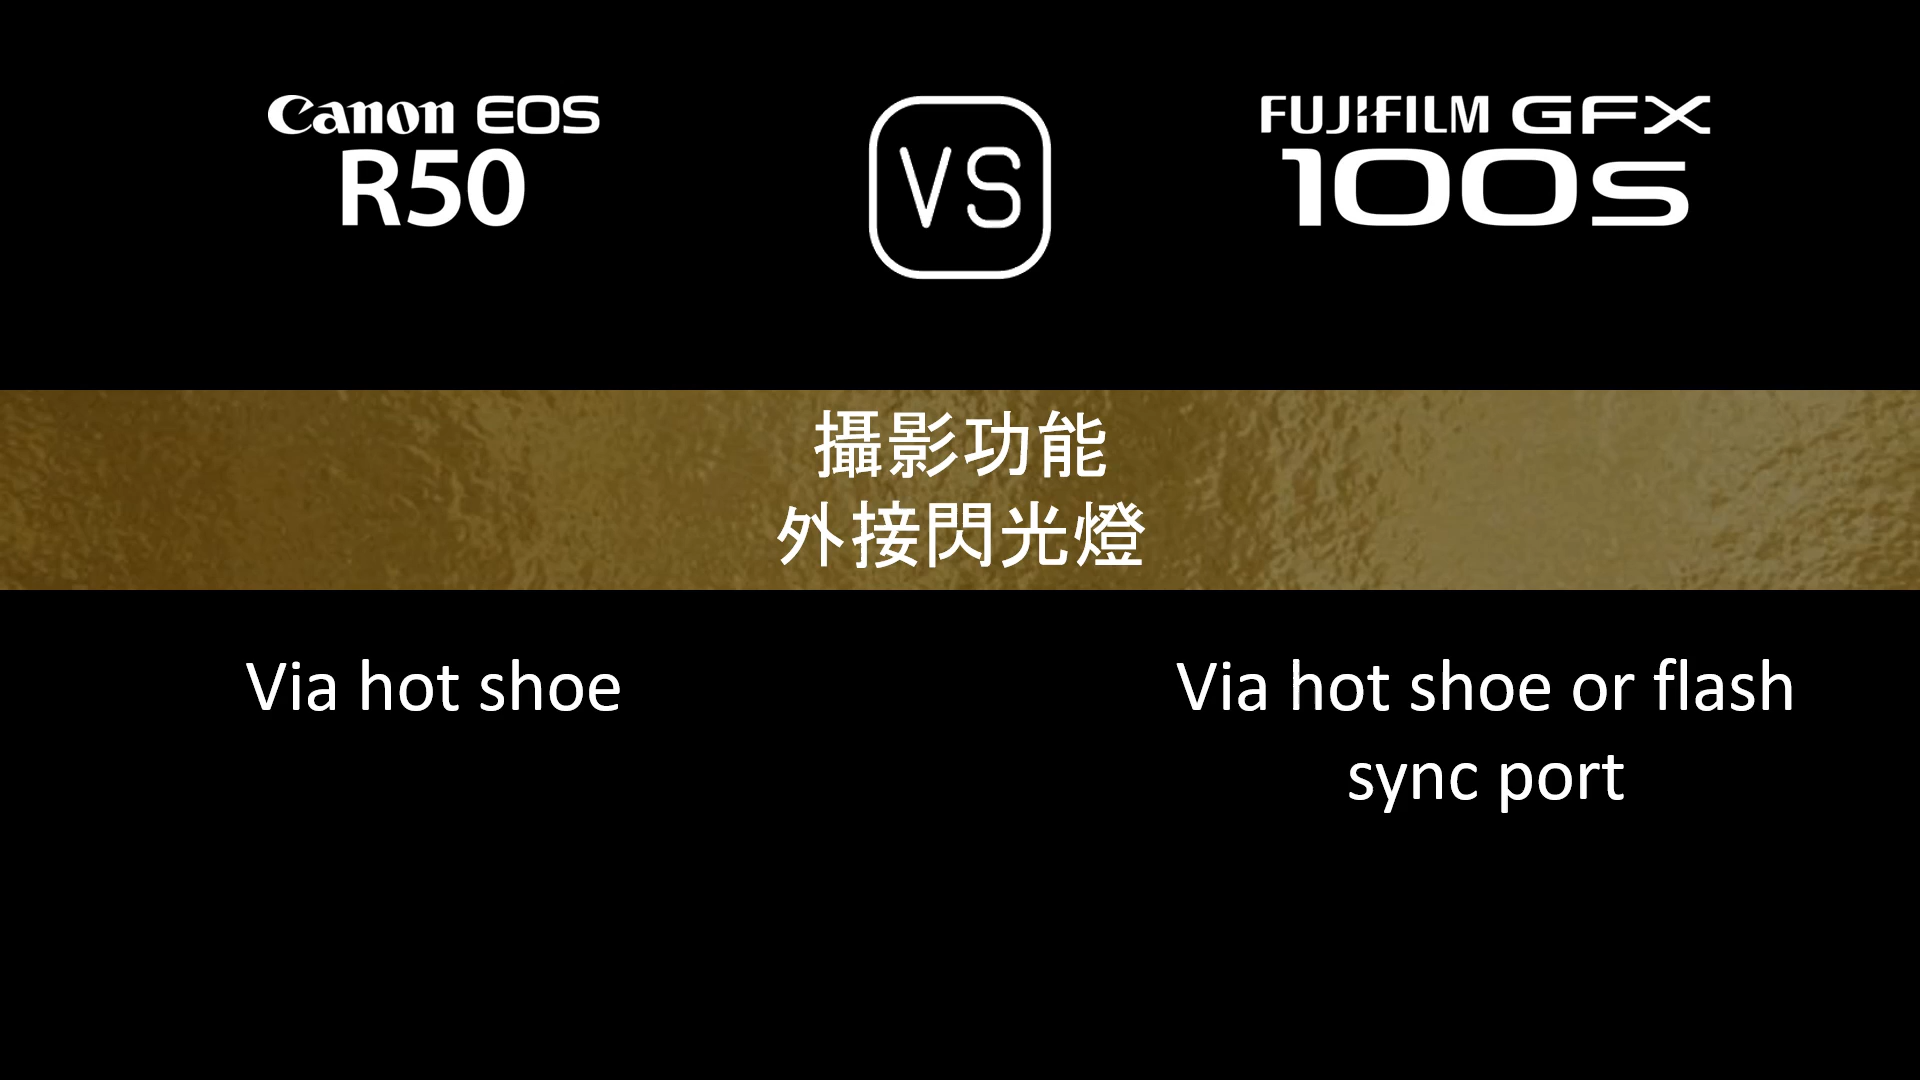 Canon EOS
R50
VS
FUJIFILM GFX
100S
攝影功能
外接閃光燈
Via hot shoe
Via hot shoe or flash
sync port